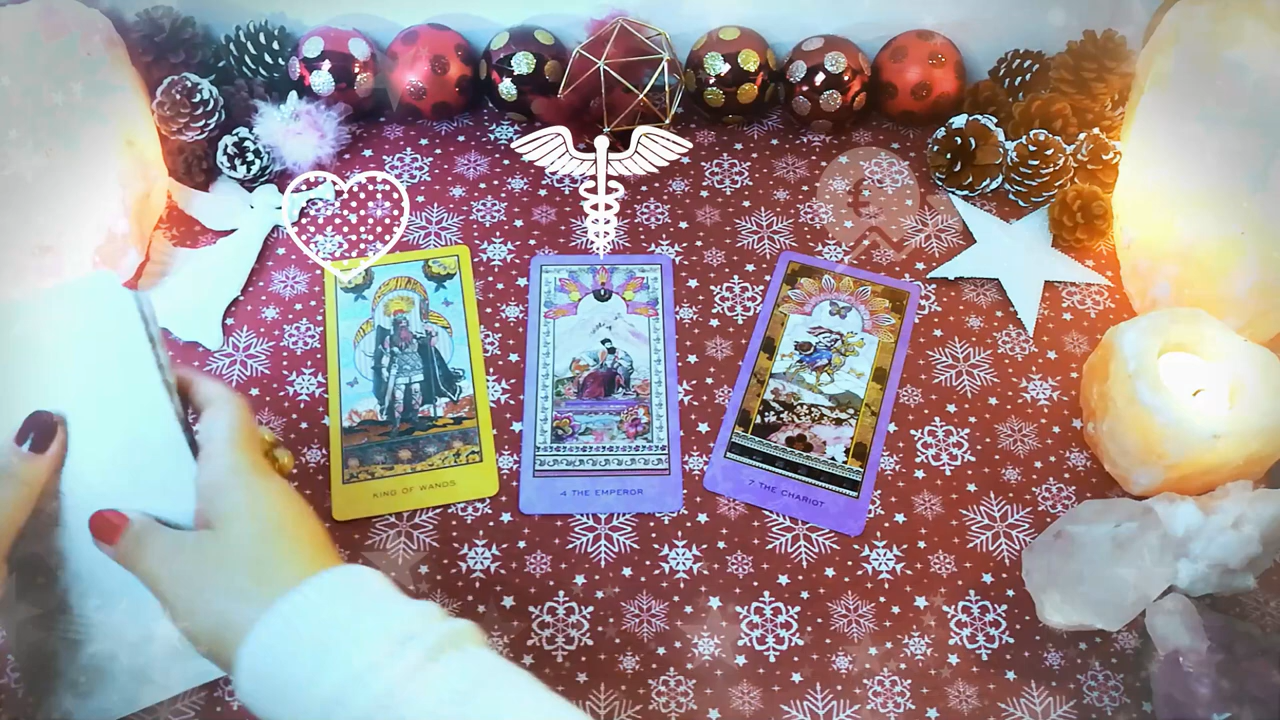 KING OF WANDS
4 THE EMPEROR
7 THE CHARIOT